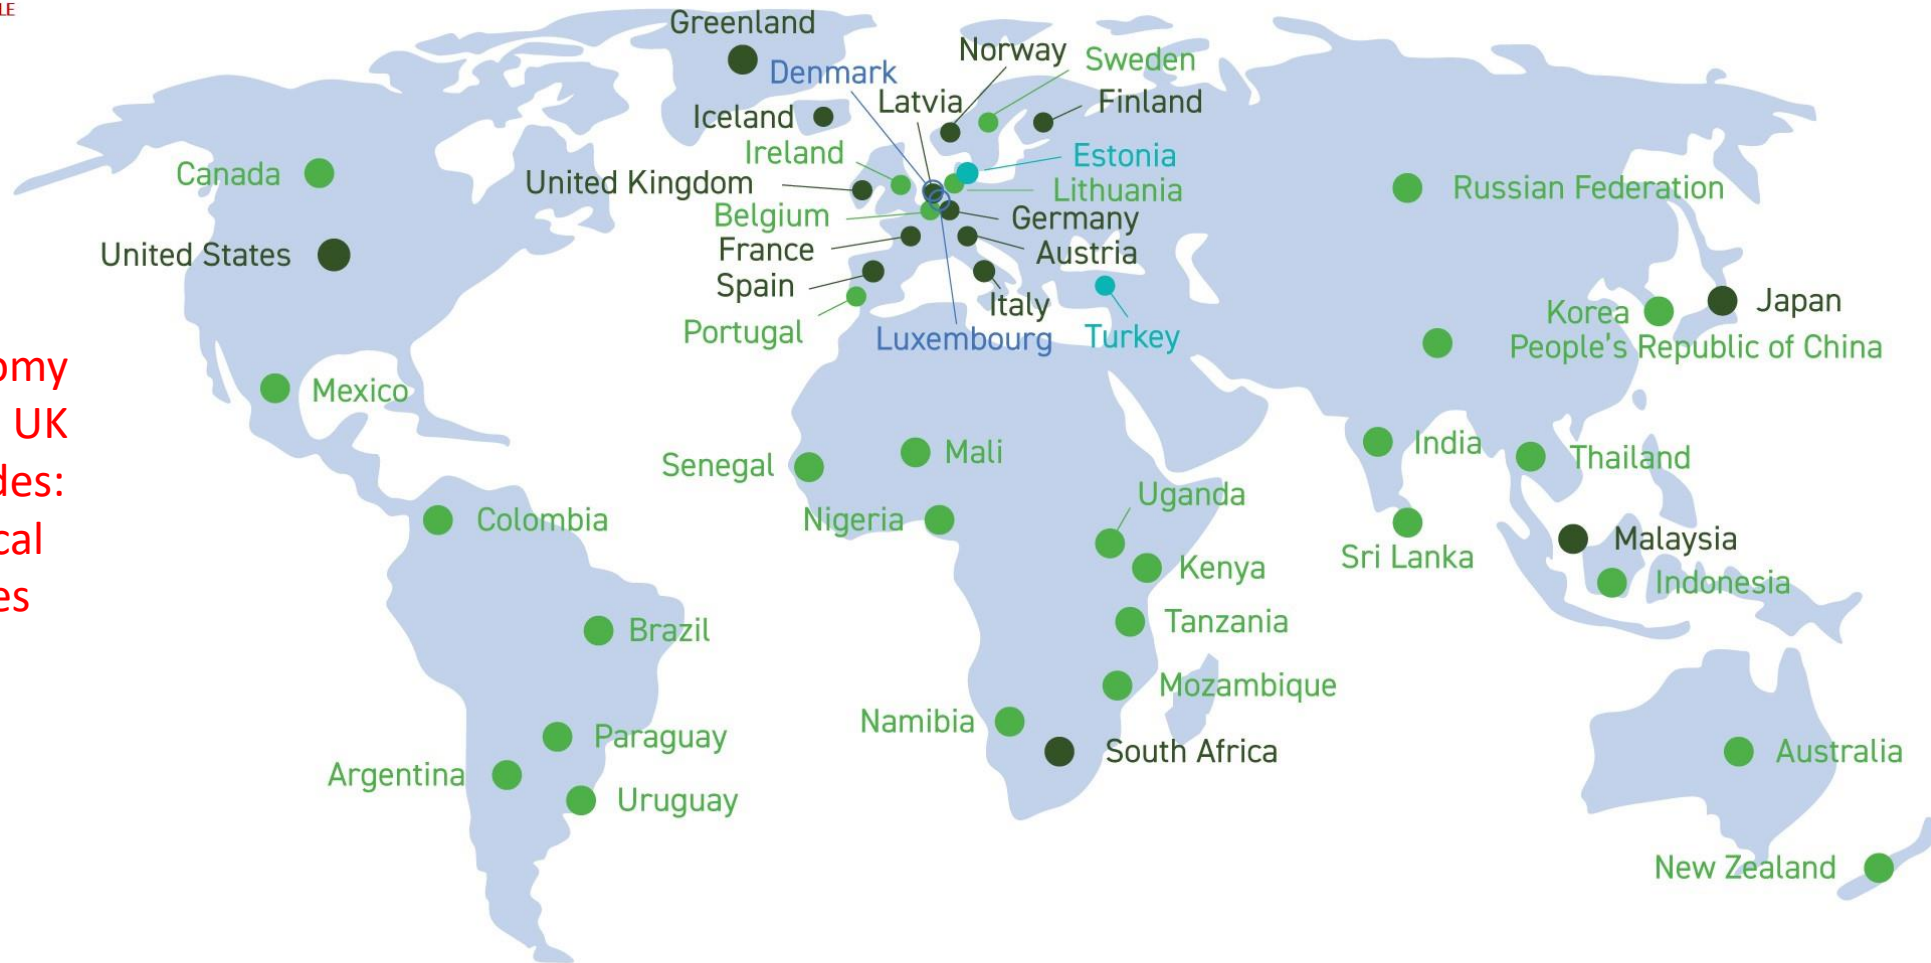 LE
Greenland
Norway
Sweden
Denmark
Latvia
Finland
Iceland
Ireland
Estonia
Canada
United Kingdom
Lithuania
Russian Federation
Belgium
Germany
United States
France
Austria
Spain
Italy
Japan
Korea
Portugal
Luxembourg
Turkey
People's Republic of China
omy
Mexico
UK
India
Mali
Thailand
Senegal
des:
Uganda
Colombia
Nigeria
cal
Malaysia
Sri Lanka
Kenya
Indonesia
es
Tanzania
Brazil
Mozambique
Namibia
Paraguay
South Africa
Australia
Argentina
Uruguay
New Zealand